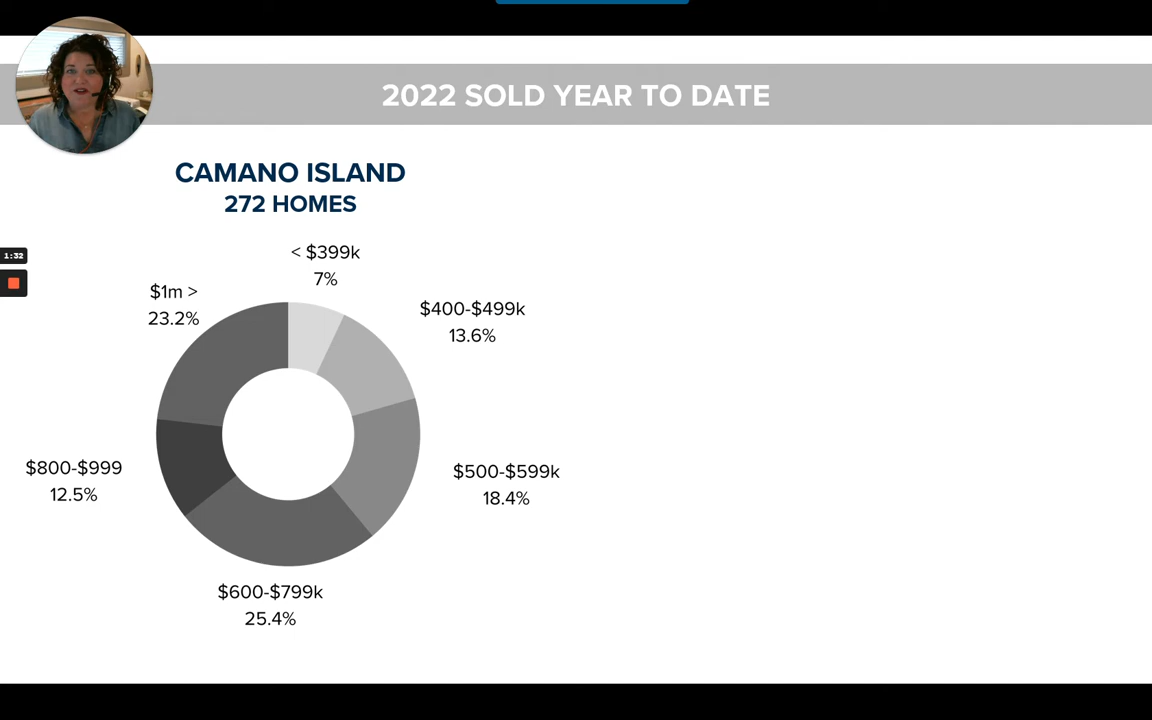 2022 SOLD YEAR TO DATE
CAMANO ISLAND
272 HOMES
< $399k
7%
$1m >
23.2%
$400-$499k
13.6%
1:32
$800-$999
12.5%
$500-$599k
18.4%
$600-$799k
25.4%